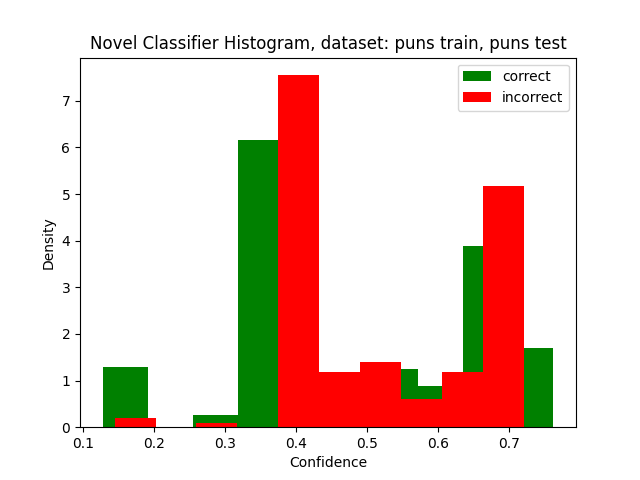 Novel Classifier Histogram, dataset: puns train, puns test
correct
incorrect
7
6
5
4
3
2
1
0
Density
0.1 0.2 0.3 0.4 0.5 0.6 0.7
Confidence